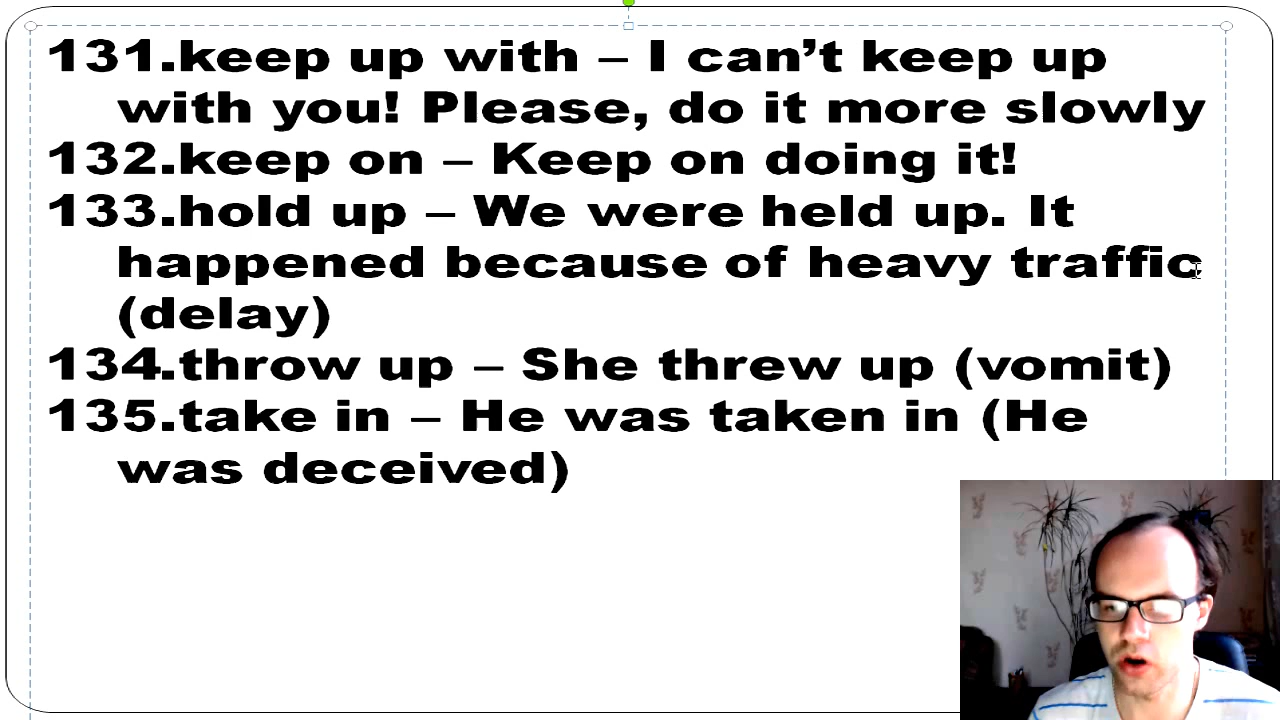 131.keep up with – I can’t keep up
with you! Please, do it more slowly
132.keep on – Keep on doing it!
133.hold up – We were held up. It
happened because of heavy traffic
(delay)
134.throw up – She threw up (vomit)
135.take in – He was taken in (He
was deceived)